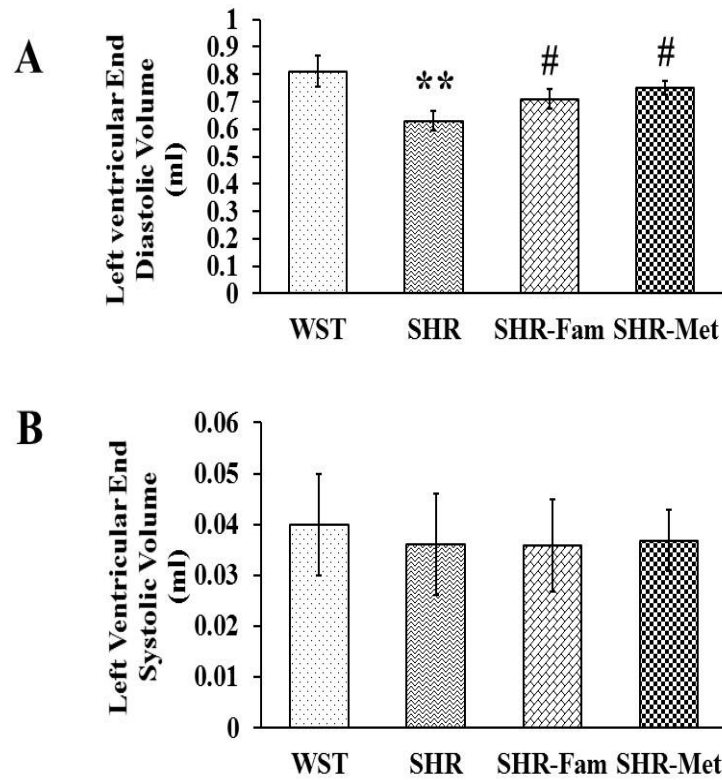 A
Left ventricular End
Diastolic Volume
(ml)
1
0.9
0.8
0.7
0.6
0.5
0.4
0.3
0.2
0.1
0
**
#
#
WST SHR SHR-Fam SHR-Met
B
Left Ventricular End
Systolic Volume
(ml)
0.06
0.05
0.04
0.03
0.02
0.01
0
WST SHR SHR-Fam SHR-Met